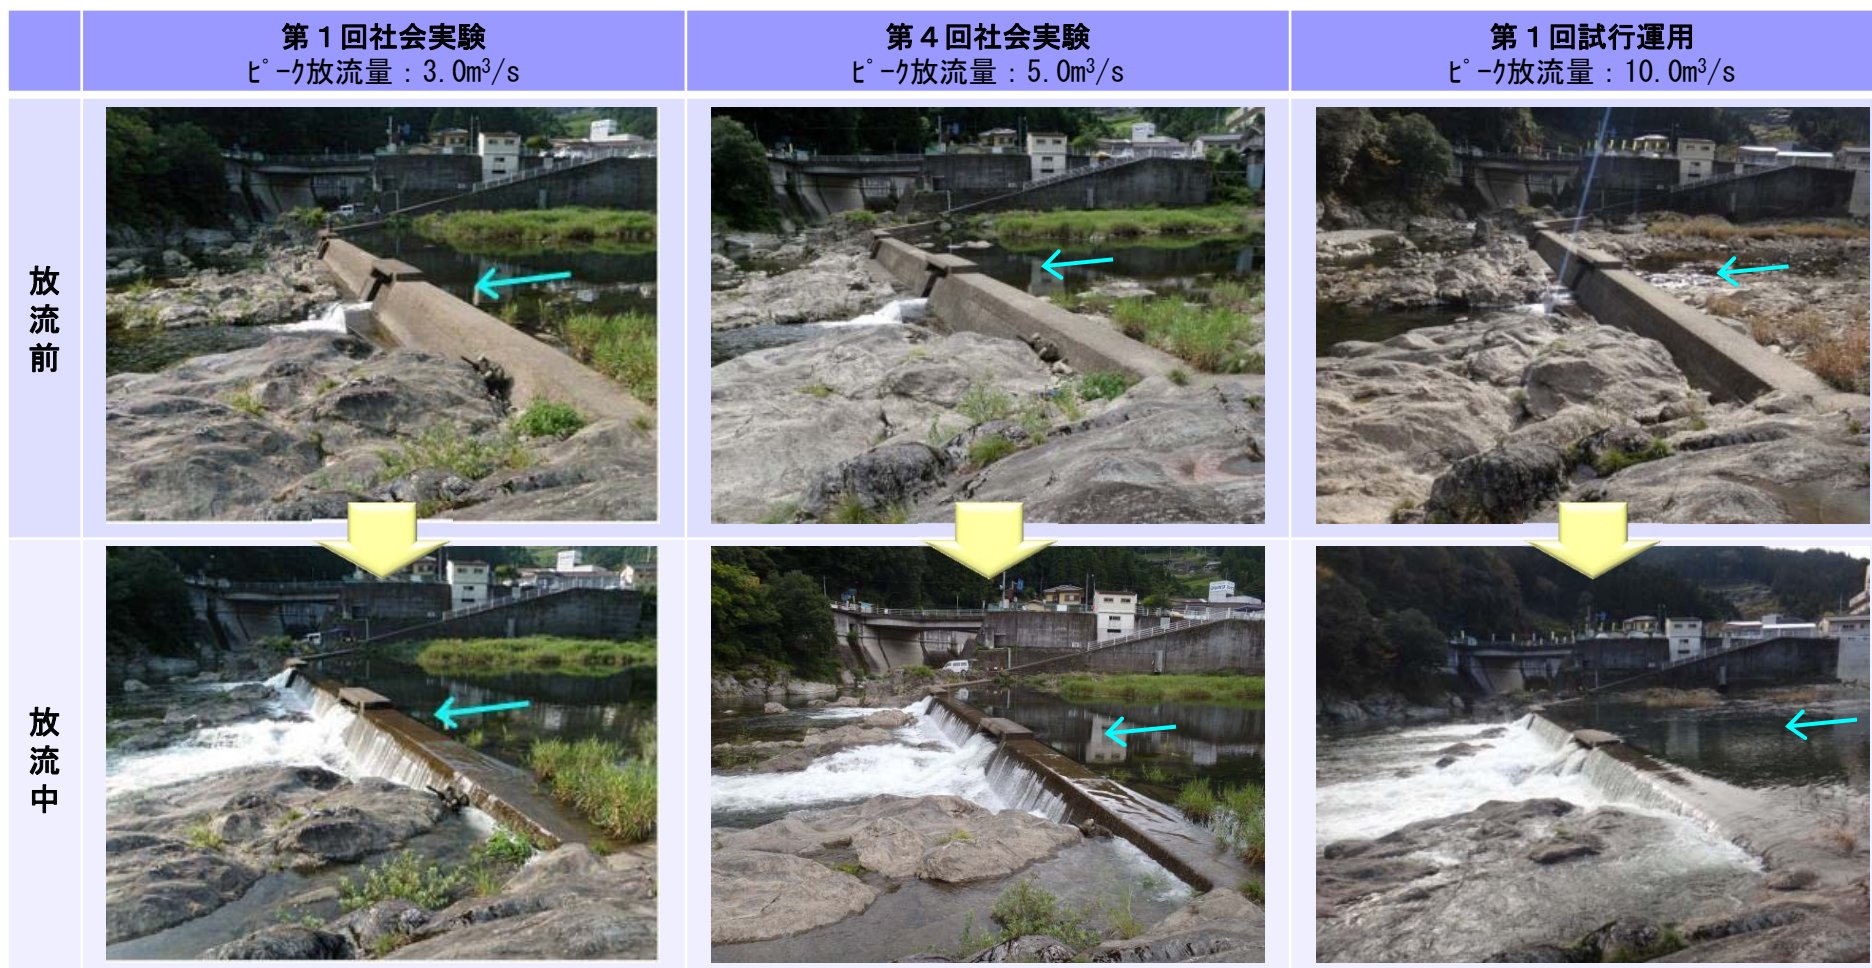 第１回社会実験
ﾋﾟｰｸ放流量：3.0m³/s
第４回社会実験
ﾋﾟｰｸ放流量：5.0m³/s
第１回試行運用
ﾋﾟｰｸ放流量：10.0m³/s
放流前
放流中